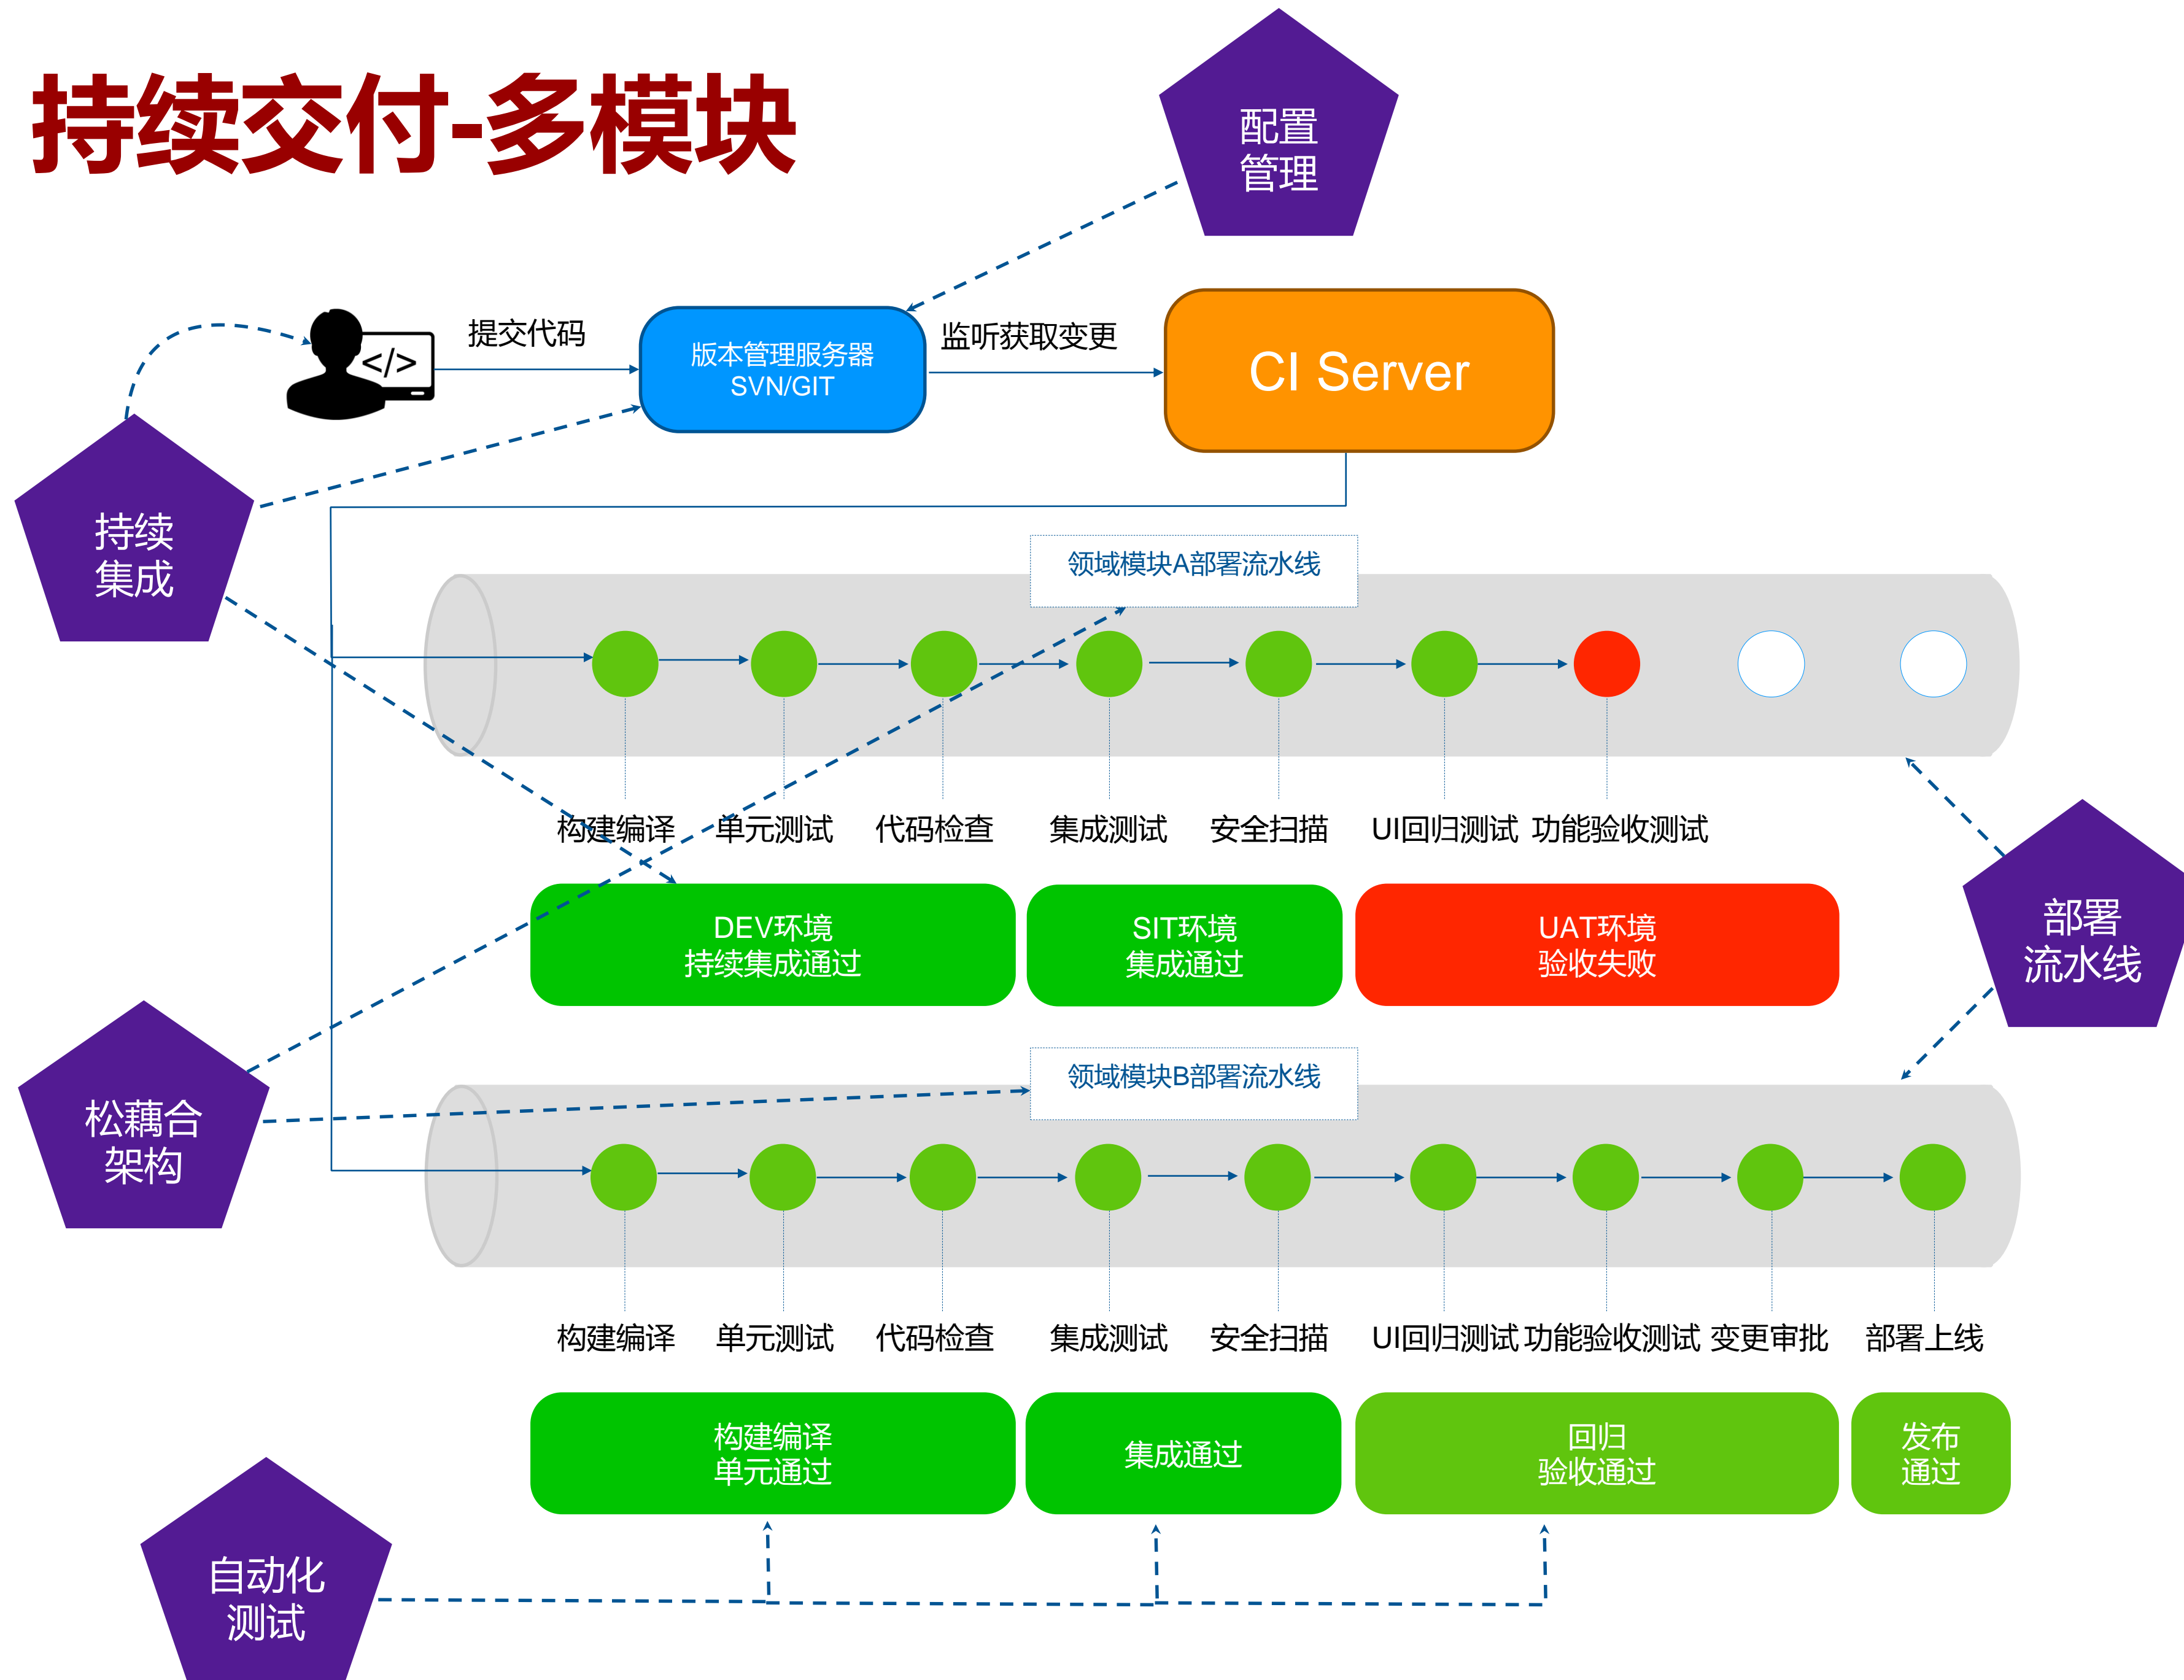 持续交付-多模块
配置
管理
提交代码
版本管理服务器
SVN/GIT
监听获取变更
CI Server
</>
持续
集成
领域模块A部署流水线
构建编译
单元测试
代码检查
集成测试
安全扫描
UI回归测试
功能验收测试
DEV环境
持续集成通过
SIT环境
集成通过
UAT环境
验收失败
部署
流水线
松藕合
架构
领域模块B部署流水线
构建编译
单元测试
代码检查
集成测试
安全扫描
UI回归测试
功能验收测试
变更审批
部署上线
构建编译
单元通过
集成通过
回归
验收通过
发布
通过
自动化
测试